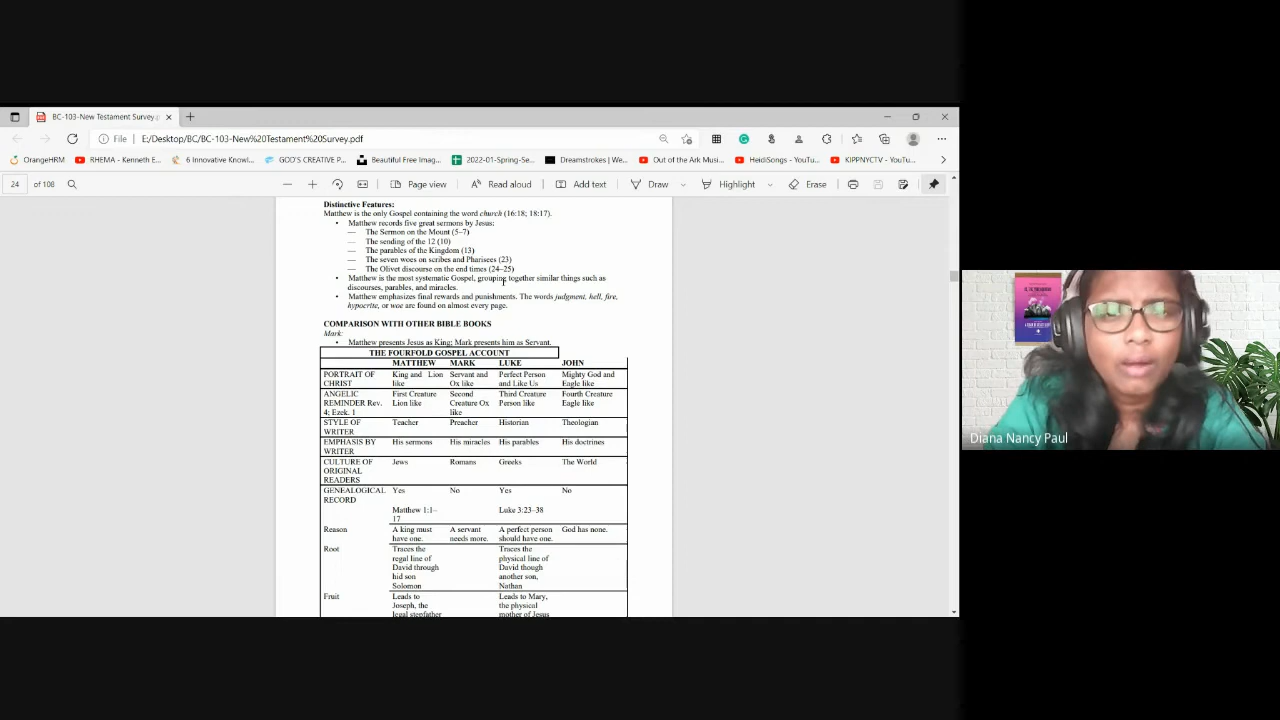 BC-103-New Testament Survey.
File
E:/Desktop/BC/BC-103-New%20Testament%20Survey.pdf
OrangeHRM
RHEMA - Kenneth E...
6 Innovative Knowl...
GOD'S CREATIVE P...
Beautiful Free Imag...
2022-01-Spring-Se...
Dreamstrokes | We...
Out of the Ark Musi...
HeidiSongs - YouTu...
KIPPNYCTV - YouTu...
24 of 108
Page view
Read aloud
Add text
Draw
Highlight
Erase
Distinctive Features:
Matthew is the only Gospel containing the word church (16:18; 18:17).
• Matthew records five great sermons by Jesus:
— The Sermon on the Mount (5–7)
— The sending of the 12 (10)
— The parables of the Kingdom (13)
— The seven woes on scribes and Pharisees (23)
— The Olivet discourse on the end times (24–25)
• Matthew is the most systematic Gospel, grouping together similar things such as
discourses, parables, and miracles.
• Matthew emphasizes final rewards and punishments. The words judgment, hell, fire,
hypocrite, or woe are found on almost every page.
COMPARISON WITH OTHER BIBLE BOOKS
Mark:
• Matthew presents Jesus as King; Mark presents him as Servant.
THE FOURFOLD GOSPEL ACCOUNT
MATTHEW MARK LUKE JOHN
PORTRAIT OF King and Lion Servant and Perfect Person Mighty God and
CHRIST like Ox like and Like Us Eagle like
ANGELIC First Creature Second Third Creature Fourth Creature
REMINDER Rev. Lion like Creature Ox Person like Eagle like
4; Ezek. 1 like
STYLE OF Teacher Preacher Historian Theologian
WRITER
EMPHASIS BY His sermons His miracles His parables His doctrines
WRITER
CULTURE OF Jews Romans Greeks The World
ORIGINAL
READERS
GENEALOGICAL Yes No Yes No
RECORD
Matthew 1:1– Luke 3:23–38
17
Reason A king must A servant A perfect person God has none.
have one. needs more. should have one.
Root Traces the Traces the
regal line of physical line of
David through David though
hid son another son,
Solomon Nathan
Fruit Leads to Leads to Mary,
Joseph, the the physical
legal stepfather mother of Jesus
Diana Nancy Paul